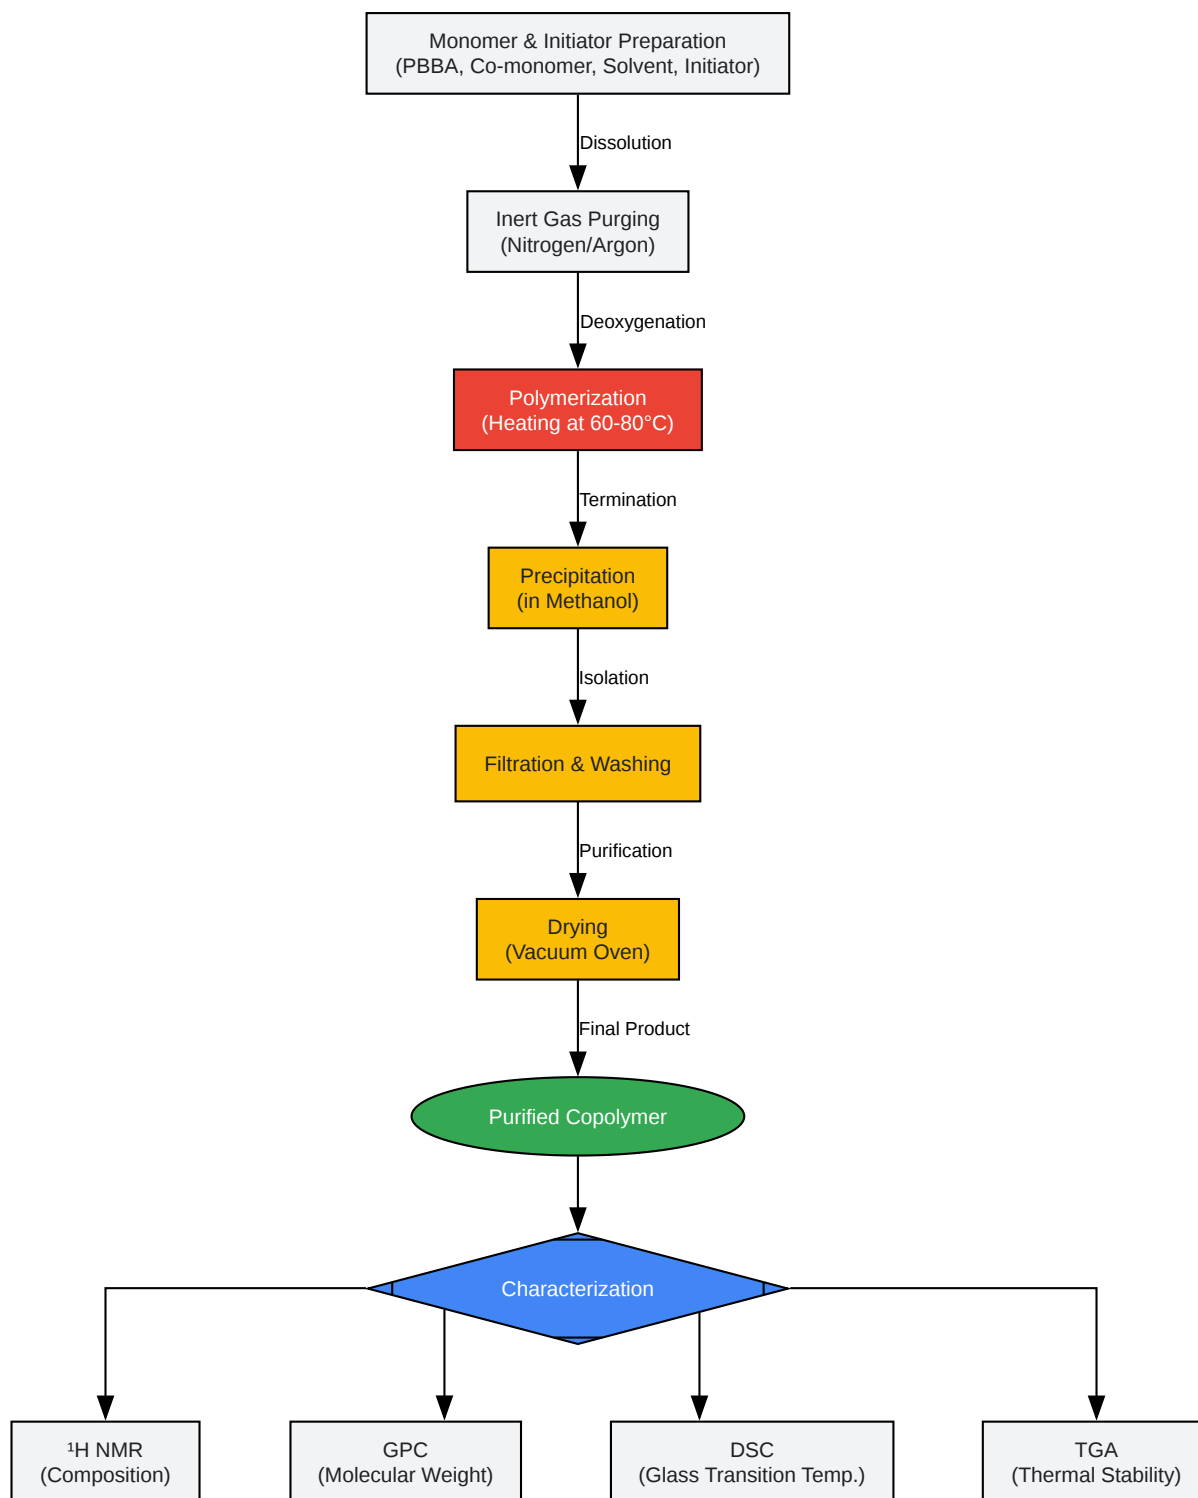 Monomer & Initiator Preparation
(PBBA, Co-monomer, Solvent, Initiator)
Dissolution
Inert Gas Purging
(Nitrogen/Argon)
Deoxygenation
Polymerization
(Heating at 60-80°C)
Termination
Precipitation
(in Methanol)
Isolation
Filtration & Washing
Purification
Drying
(Vacuum Oven)
Final Product
Purified Copolymer
Characterization
¹H NMR
(Composition)
GPC
(Molecular Weight)
DSC
(Glass Transition Temp.)
TGA
(Thermal Stability)